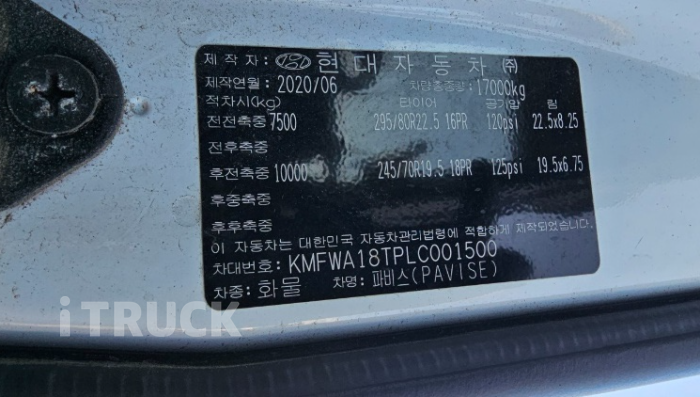 제작자: 현대자동차㈜
제작연월: 2020/06 차량총중량: 17000kg
적차시(kg) 타이어 공기압 림
전전축중 7500 295/80R22.5 16PR 120psi 22.5x8.25
전후축중
후전축중 10000 245/70R19.5 18PR 125psi 19.5x6.75
후중축중
후후축중
이 자동차는 대한민국 자동차관리법령에 적합하게 제작되었습니다.
차대번호: KMFWA18TPLC001500
차종: 화물 차명: 파비스(PAVISE)
iTRUCK